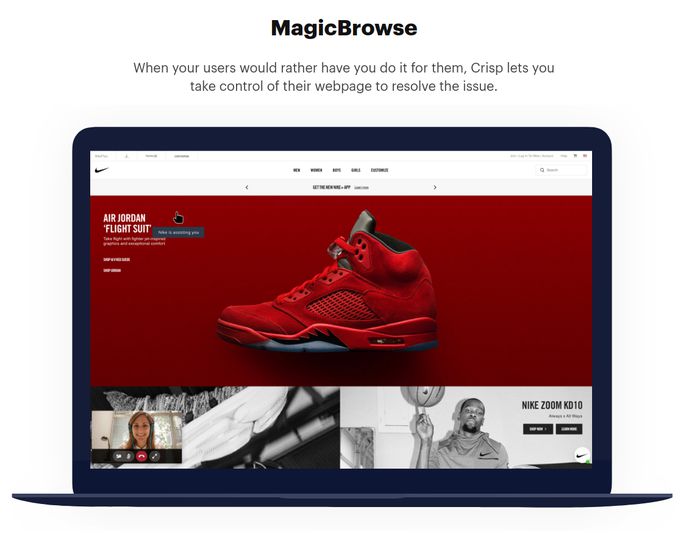 MagicBrowse
When your users would rather have you do it for them, Crisp lets you
take control of their webpage to resolve the issue.
Help
MEN WOMEN BOYS GIRLS CUSTOMIZE
Search
GET THE NEW NIKE + APP
AIR JORDAN
'FLIGHT SUIT'
Nike is assisting you
Take flight with fighter jet-inspired
graphics and exceptional comfort.
SHOP JORDAN
NIKE ZOOM KD10
Always x All Ways
SHOP NOW
LEARN MORE